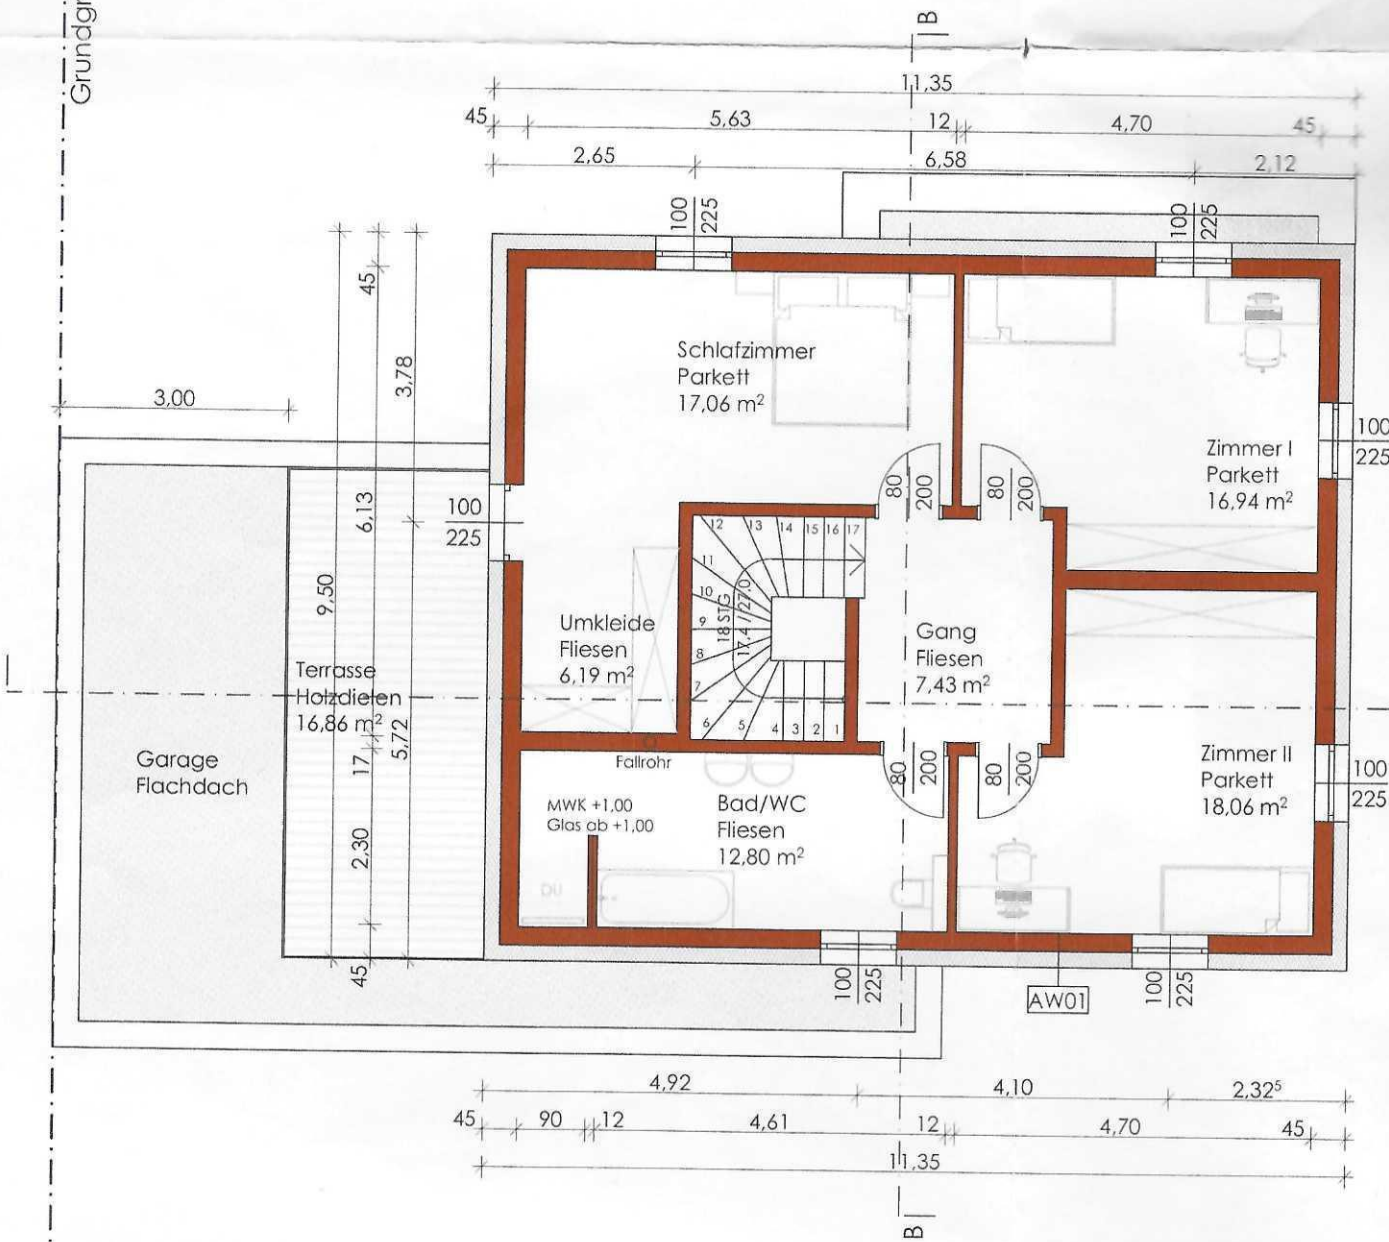 Grundgr
B
11,35
45
5,63
12
4,70
45
2,65
6,58
2,12
100
225
100
225
45
3,78
3,00
Schlafzimmer
Parkett
17,06 m²
Zimmer I
Parkett
16,94 m²
100
225
80
200
80
200
100
225
6,13
9,50
12
13
14
15
16
17
11
10
9
8
7
6
5
4
3
2
1
18 STG
17,4 // 27,0
Umkleide
Fliesen
6,19 m²
Gang
Fliesen
7,43 m²
Terrasse
Holzdielen
16,86 m²
5,72
17
2,30
45
Garage
Flachdach
Fallrohr
80
200
80
200
Zimmer II
Parkett
18,06 m²
100
225
MWK +1,00
Glas ab +1,00
Bad/WC
Fliesen
12,80 m²
DU
100
225
AW01
100
225
4,92
4,10
2,32⁵
45
90
12
4,61
12
4,70
45
11,35
B